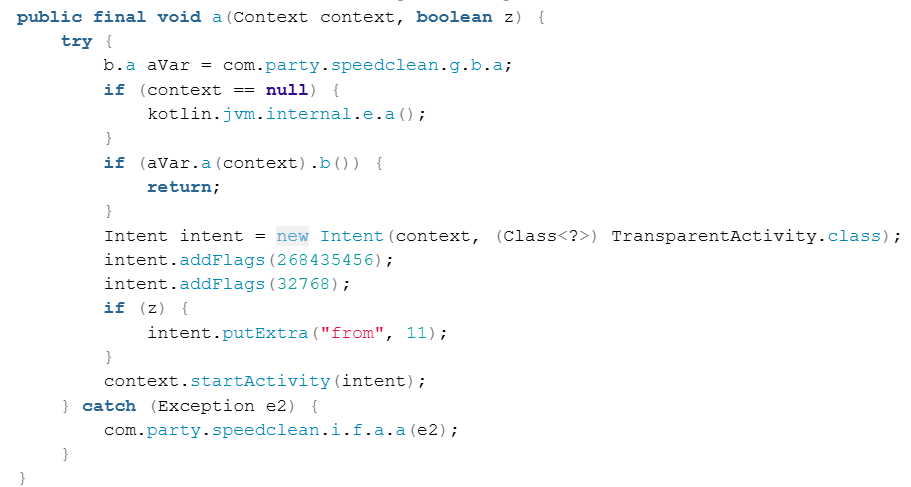 public final void a(Context context, boolean z) {
    try {
        b.a aVar = com.party.speedclean.g.b.a;
        if (context == null) {
            kotlin.jvm.internal.e.a();
        }
        if (aVar.a(context).b()) {
            return;
        }
        Intent intent = new Intent(context, (Class<?>) TransparentActivity.class);
        intent.addFlags(268435456);
        intent.addFlags(32768);
        if (z) {
            intent.putExtra("from", 11);
        }
        context.startActivity(intent);
    } catch (Exception e2) {
        com.party.speedclean.i.f.a.a(e2);
    }
}